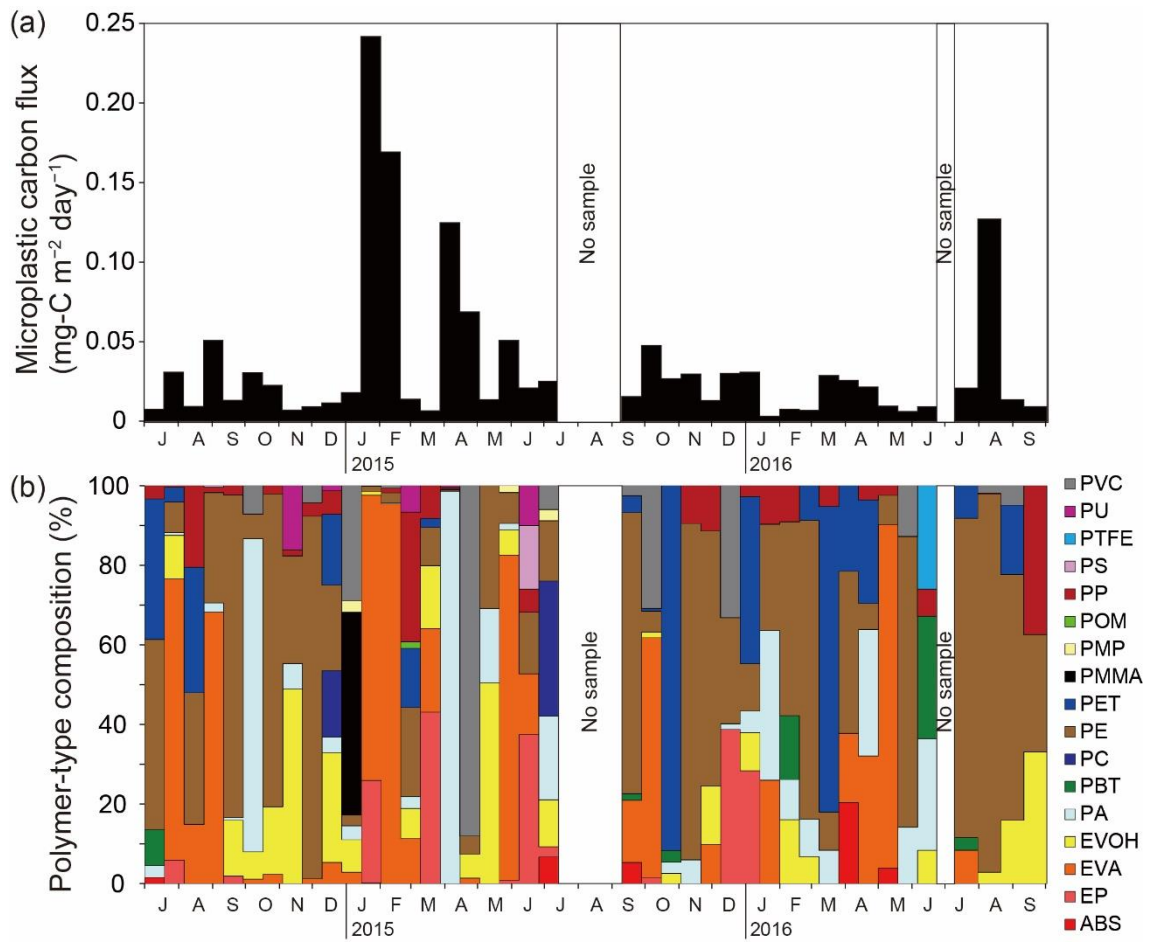 (a)
Microplastic carbon flux
(mg-C m⁻² day⁻¹)
0.25
0.20
0.15
0.10
0.05
0
No sample
No sample
J A S O N D J F M A M J J A S O N D J F M A M J J A S
2015 2016
(b)
Polymer-type composition (%)
100
80
60
40
20
0
No sample
No sample
J A S O N D J F M A M J J A S O N D J F M A M J J A S
2015 2016
PVC
PU
PTFE
PS
PP
POM
PMP
PMMA
PET
PE
PC
PBT
PA
EVOH
EVA
EP
ABS